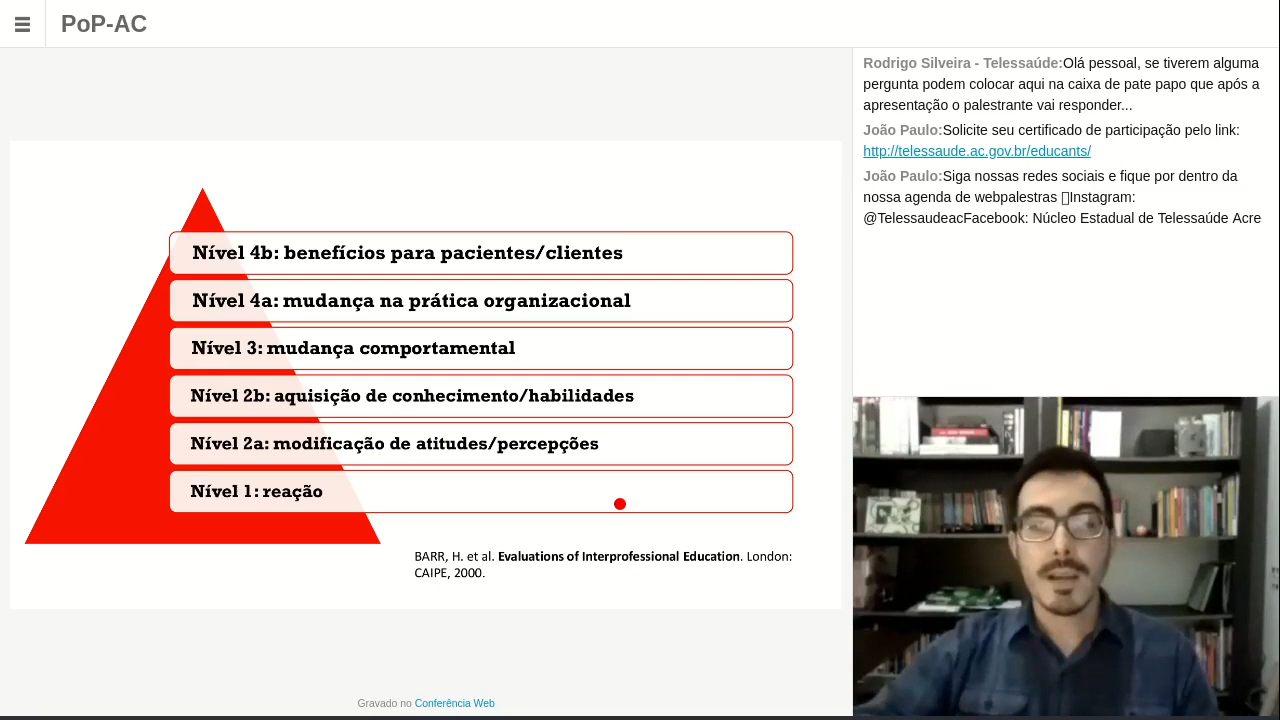 PoP-AC
Nível 4b: benefícios para pacientes/clientes
Nível 4a: mudança na prática organizacional
Nível 3: mudança comportamental
Nível 2b: aquisição de conhecimento/habilidades
Nível 2a: modificação de atitudes/percepções
Nível 1: reação
BARR, H. et al. Evaluations of Interprofessional Education. London:
CAIPE, 2000.
Gravado no Conferência Web
Rodrigo Silveira - Telessaúde:Olá pessoal, se tiverem alguma
pergunta podem colocar aqui na caixa de pate papo que após a
apresentação o palestrante vai responder...
João Paulo:Solicite seu certificado de participação pelo link:
http://telessaude.ac.gov.br/educants/
João Paulo:Siga nossas redes sociais e fique por dentro da
nossa agenda de webpalestras Instagram:
@TelessaudeacFacebook: Núcleo Estadual de Telessaúde Acre